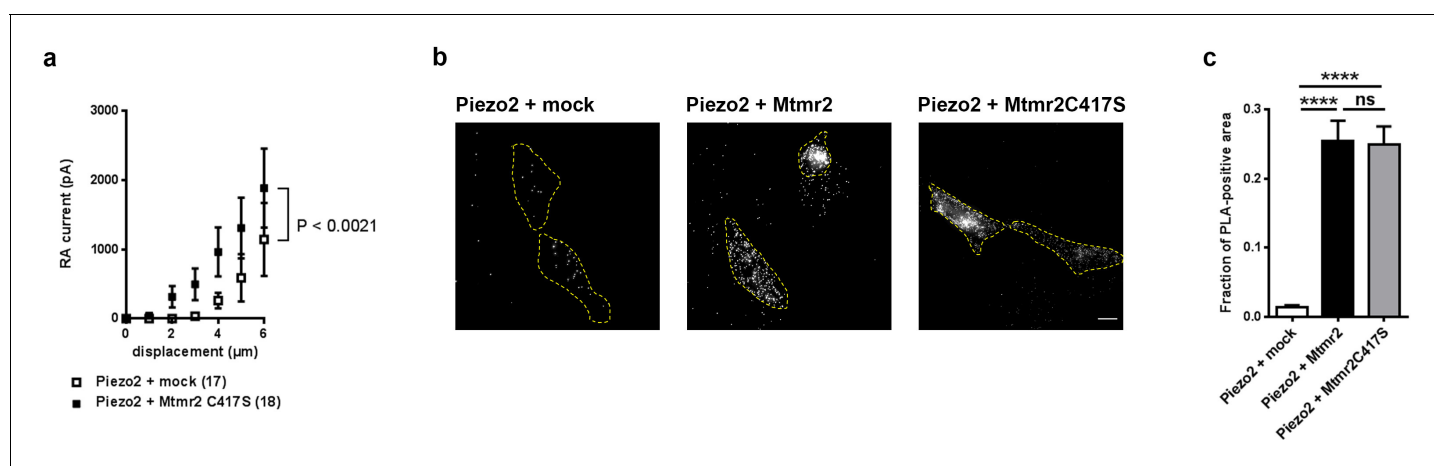 a
3000
2000
1000
0
RA current (pA)
0
2
4
6
displacement (µm)
P < 0.0021
Piezo2 + mock (17)
Piezo2 + Mtmr2 C417S (18)
b
Piezo2 + mock
Piezo2 + Mtmr2
Piezo2 + Mtmr2C417S
c
****
**** ns
0.3
0.2
0.1
0.0
Fraction of PLA-positive area
Piezo2 + mock
Piezo2 + Mtmr2
Piezo2 + Mtmr2C417S